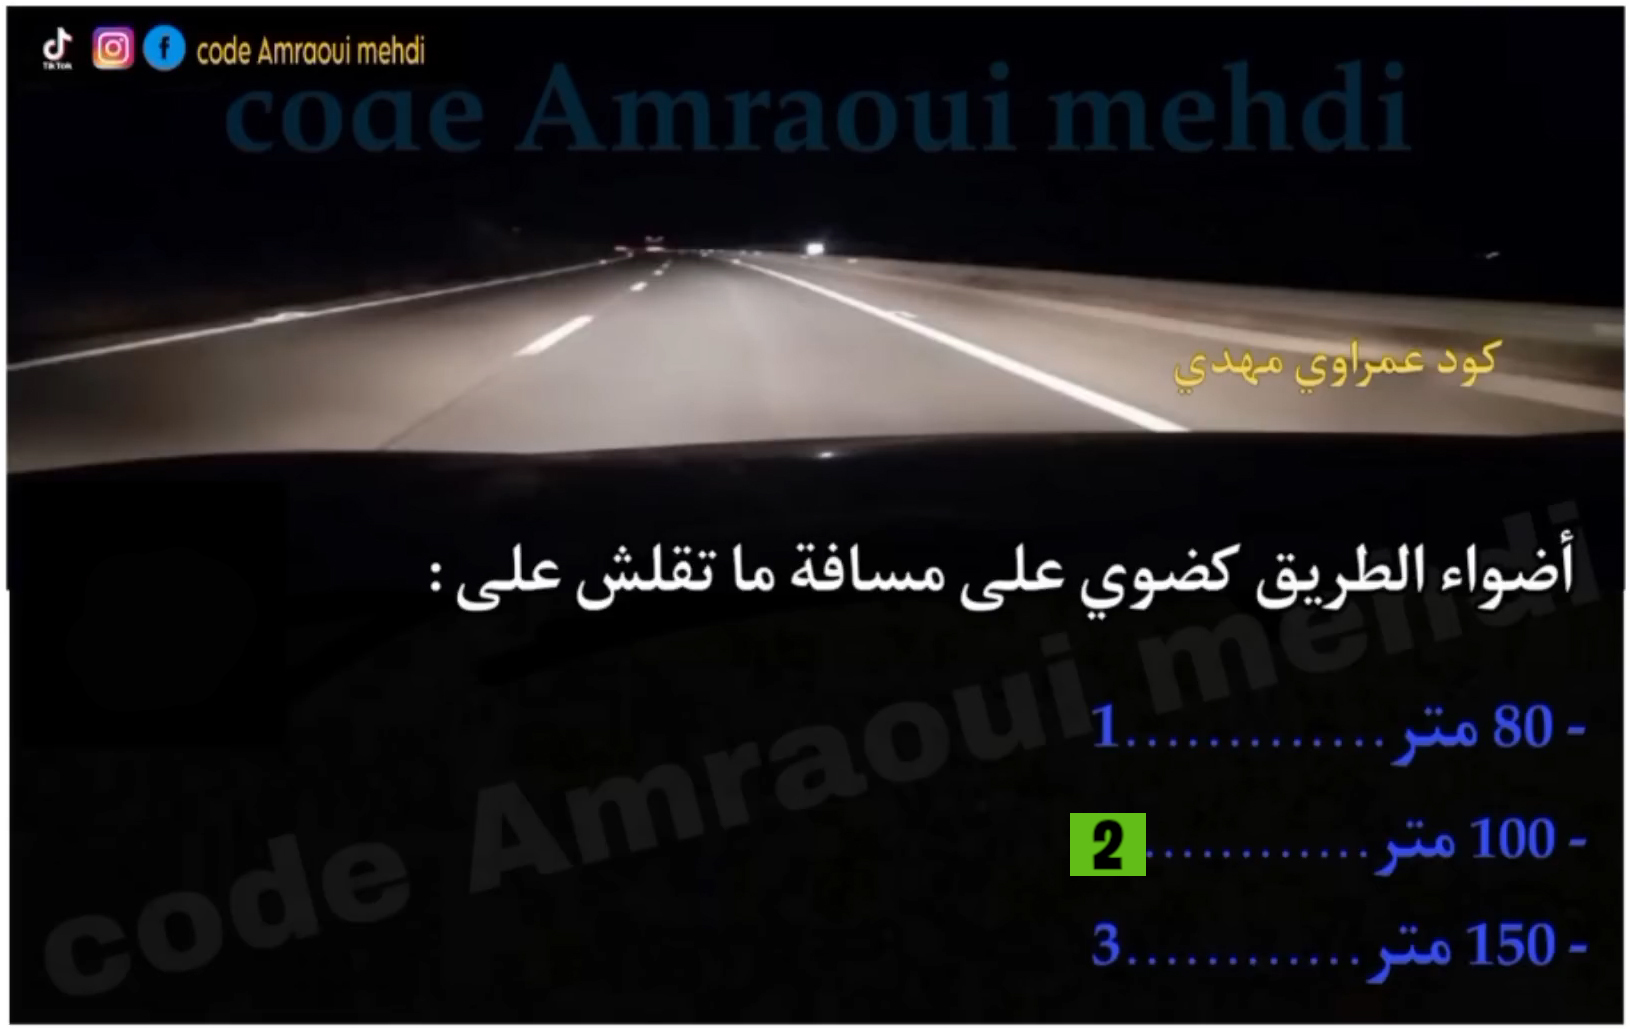 TikTok
code Amraoui mehdi
code Amraoui mehdi
كود عمراوي مهدي
أضواء الطريق كضوي على مسافة ما تقلش على :
- 80 متر.............1
- 100 متر............2
- 150 متر............3
code Amraoui mehdi